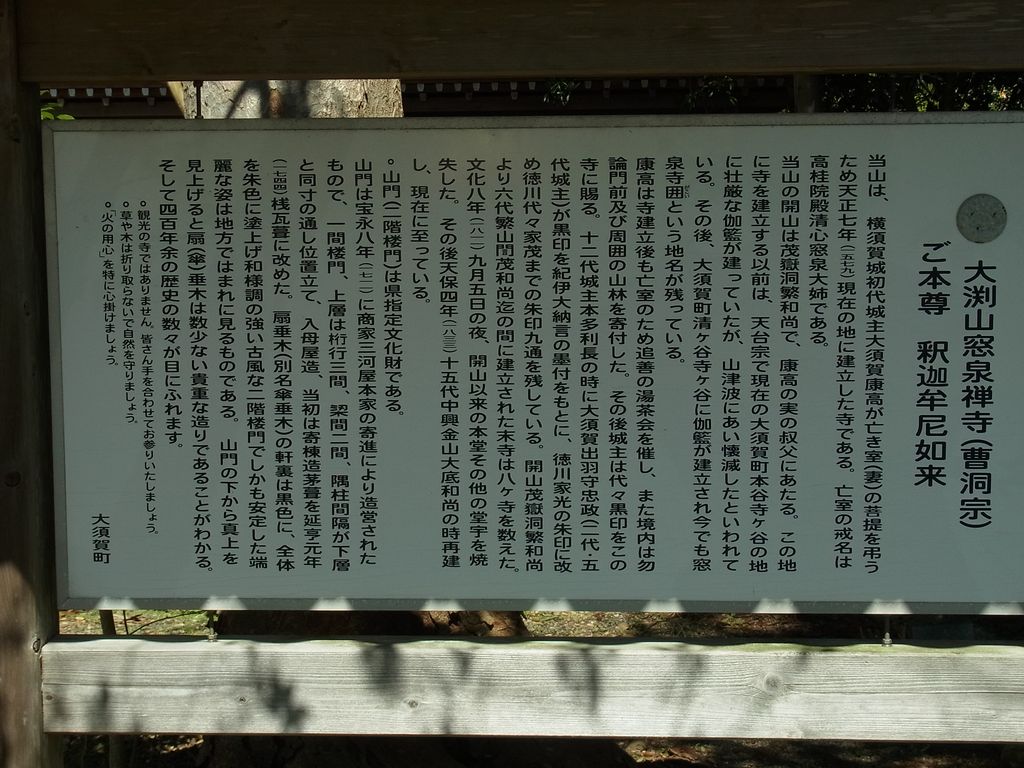 大渕山窓泉禅寺(曹洞宗)
ご本尊 釈迦牟尼如来
当山は、横須賀城初代城主大須賀康高が亡き室(妻)の菩提を弔う
ため天正七年(一五七九)現在の地に建立した寺である。亡室の戒名は
高桂院殿清心窓泉大姉である。
当山の開山は茂嶽洞繁和尚で、康高の実の叔父にあたる。この地
に寺を建立する以前は、天台宗で現在の大須賀町本谷寺ヶ谷の地
に壮厳な伽藍が建っていたが、山津波にあい懐滅したといわれて
いる。その後、大須賀町清ヶ谷寺ヶ谷に伽藍が建立され今でも窓
泉寺囲という地名が残っている。
康高は寺建立後も亡室のため追善の湯茶会を催し、また境内は勿
論門前及び周囲の山林を寄付した。その後城主は代々黒印をこの
寺に賜る。十二代城主本多利長の時に大須賀出羽守忠政(二代・五
代城主)が黒印を紀伊大納言の墨付をもとに、徳川家光の朱印に改
め徳川代々家茂までの朱印九通を残している。開山茂嶽洞繁和尚
より六代繁山誾茂和尚迄の間に建立された末寺は八ヶ寺を数えた。
文化八年(一八一一)九月五日の夜、開山以来の本堂その他の堂宇を焼
失した。その後天保四年(一八三三)十五代中興金山大底和尚の時再建
し、現在に至っている。
◦山門(二階楼門)は県指定文化財である。
山門は宝永八年(一七一一)に商家三河屋本家の寄進により造営された
もので、一間楼門、上層は桁行三間、梁間二間、隅柱間隔が下層
と同寸の通し位置立て、入母屋造、当初は寄棟造茅葺を延享元年
(一七四四)桟瓦葺に改めた。扇垂木(別名傘垂木)の軒裏は黒色に、全体
を朱色に塗上げ和様調の強い古風な二階楼門でしかも安定した端
麗な姿は地方ではまれに見るものである。山門の下から真上を
見上げると扇(傘)垂木は数少ない貴重な造りであることがわかる。
そして四百年余の歴史の数々が目にふれます。
◦観光の寺ではありません。皆さん手を合わせてお参りいたしましょう。
◦草や木は折り取らないで自然を守りましょう。
◦「火の用心」を特に心掛けましょう。
大須賀町